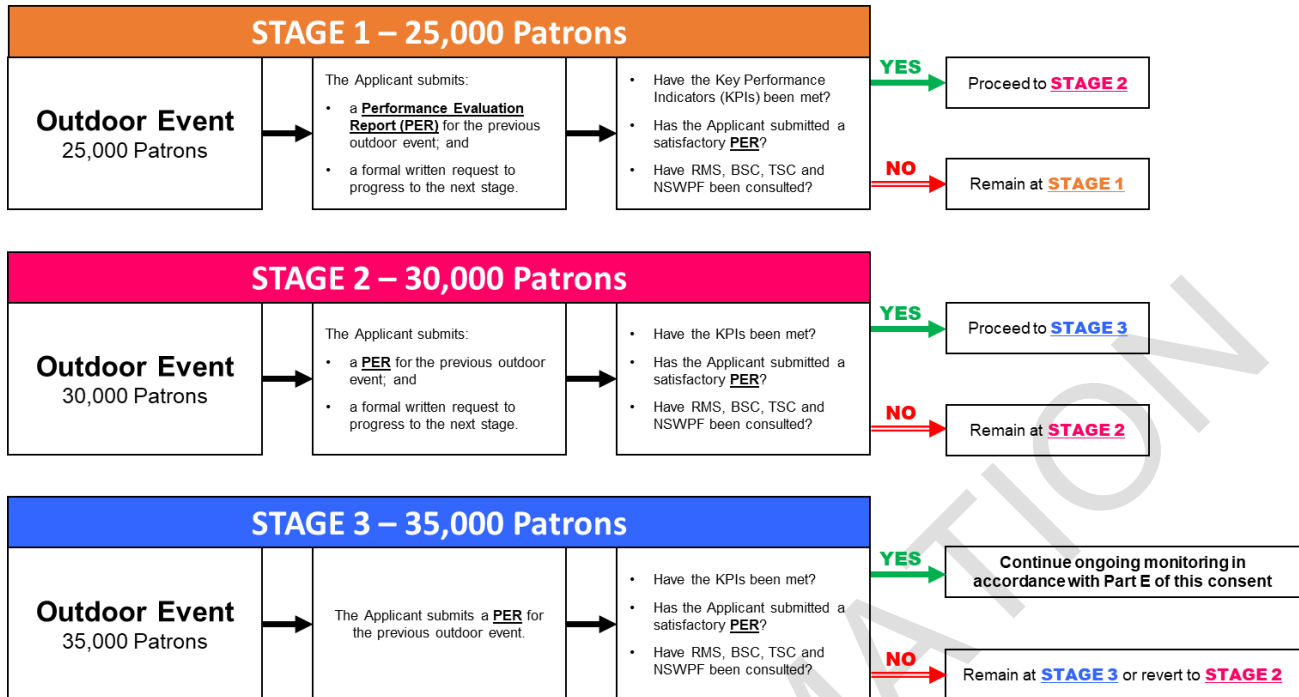 STAGE 1 – 25,000 Patrons
Outdoor Event
25,000 Patrons
The Applicant submits:
• a Performance Evaluation
Report (PER) for the previous
outdoor event; and
• a formal written request to
progress to the next stage.
• Have the Key Performance
Indicators (KPIs) been met?
• Has the Applicant submitted a
satisfactory PER?
• Have RMS, BSC, TSC and
NSWPF been consulted?
YES
Proceed to STAGE 2
NO
Remain at STAGE 1
STAGE 2 – 30,000 Patrons
Outdoor Event
30,000 Patrons
The Applicant submits:
• a PER for the previous outdoor
event; and
• a formal written request to
progress to the next stage.
• Have the KPIs been met?
• Has the Applicant submitted a
satisfactory PER?
• Have RMS, BSC, TSC and
NSWPF been consulted?
YES
Proceed to STAGE 3
NO
Remain at STAGE 2
STAGE 3 – 35,000 Patrons
Outdoor Event
35,000 Patrons
The Applicant submits a PER for
the previous outdoor event.
• Have the KPIs been met?
• Has the Applicant submitted a
satisfactory PER?
• Have RMS, BSC, TSC and
NSWPF been consulted?
YES
Continue ongoing monitoring in
accordance with Part E of this consent
NO
Remain at STAGE 3 or revert to STAGE 2
MATION